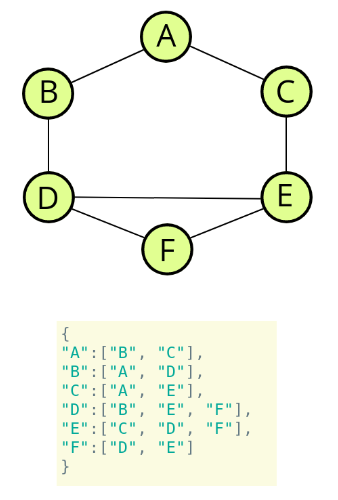 A
B
C
D
E
F
{
"A":["B", "C"],
"B":["A", "D"],
"C":["A", "E"],
"D":["B", "E", "F"],
"E":["C", "D", "F"],
"F":["D", "E"]
}